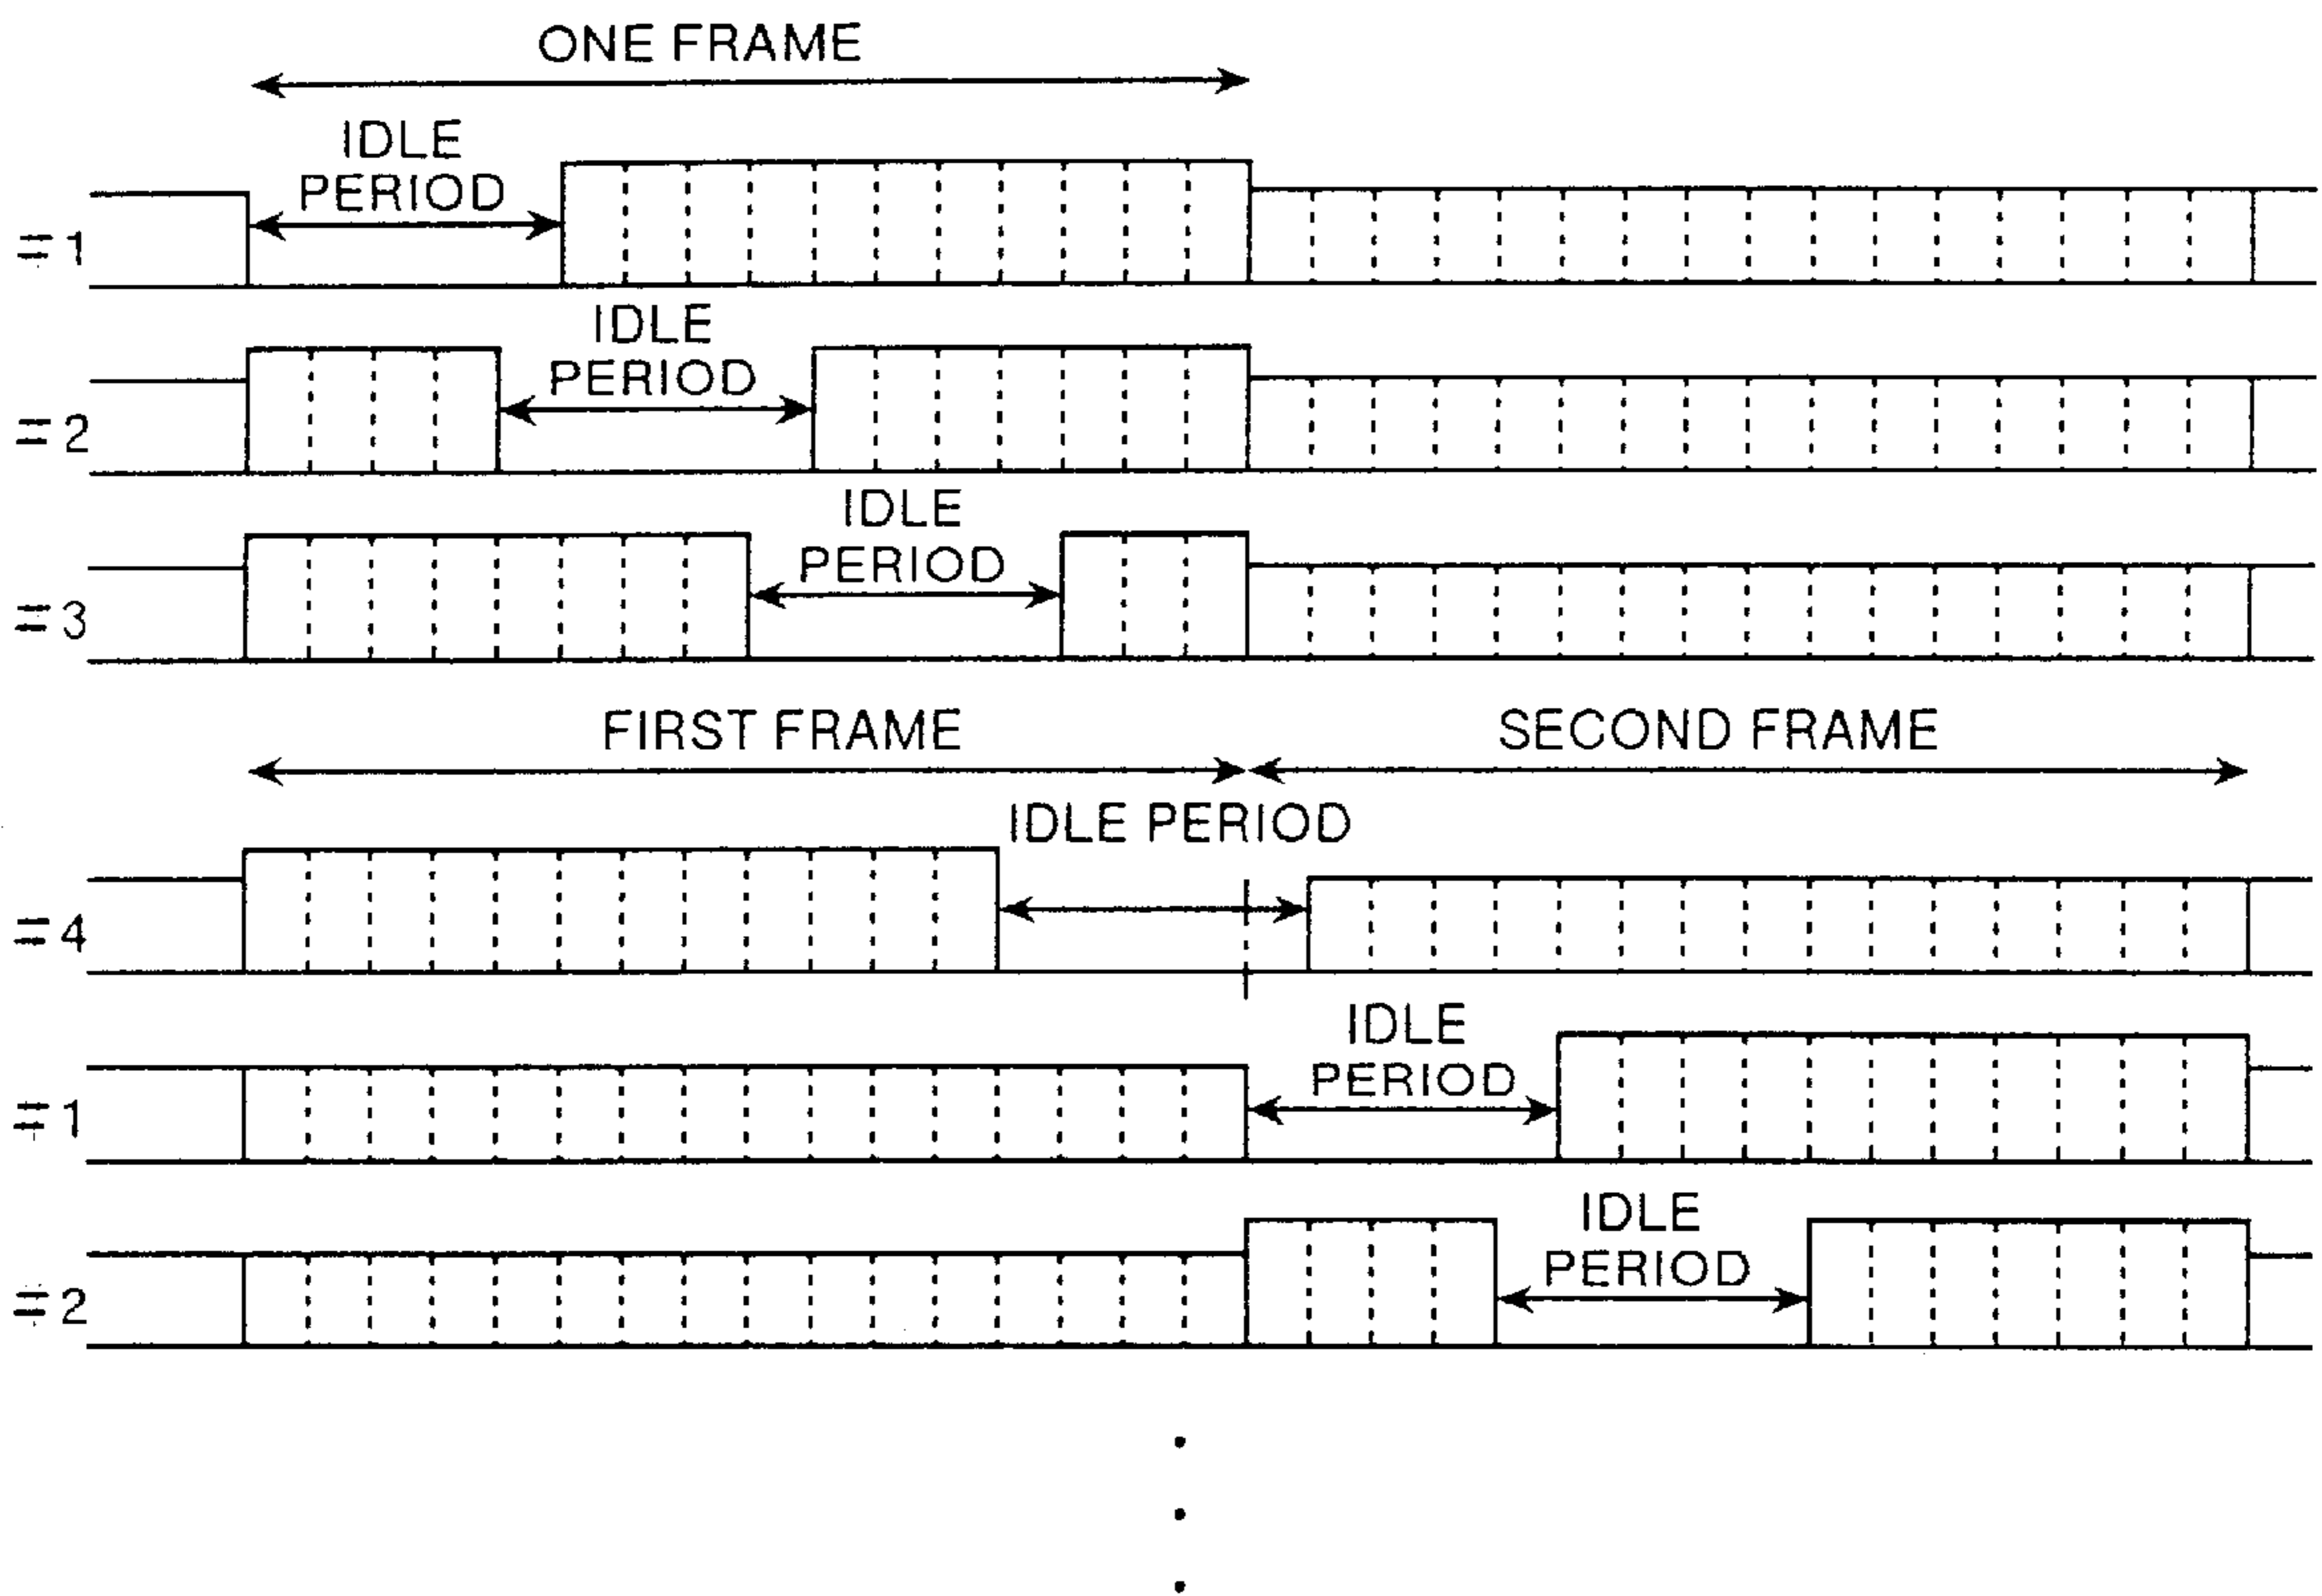 ONE FRAME
IDLE
PERIOD
=1
IDLE
PERIOD
=2
IDLE
PERIOD
=3
FIRST FRAME
SECOND FRAME
IDLE PERIOD
=4
IDLE
PERIOD
=1
IDLE
PERIOD
=2